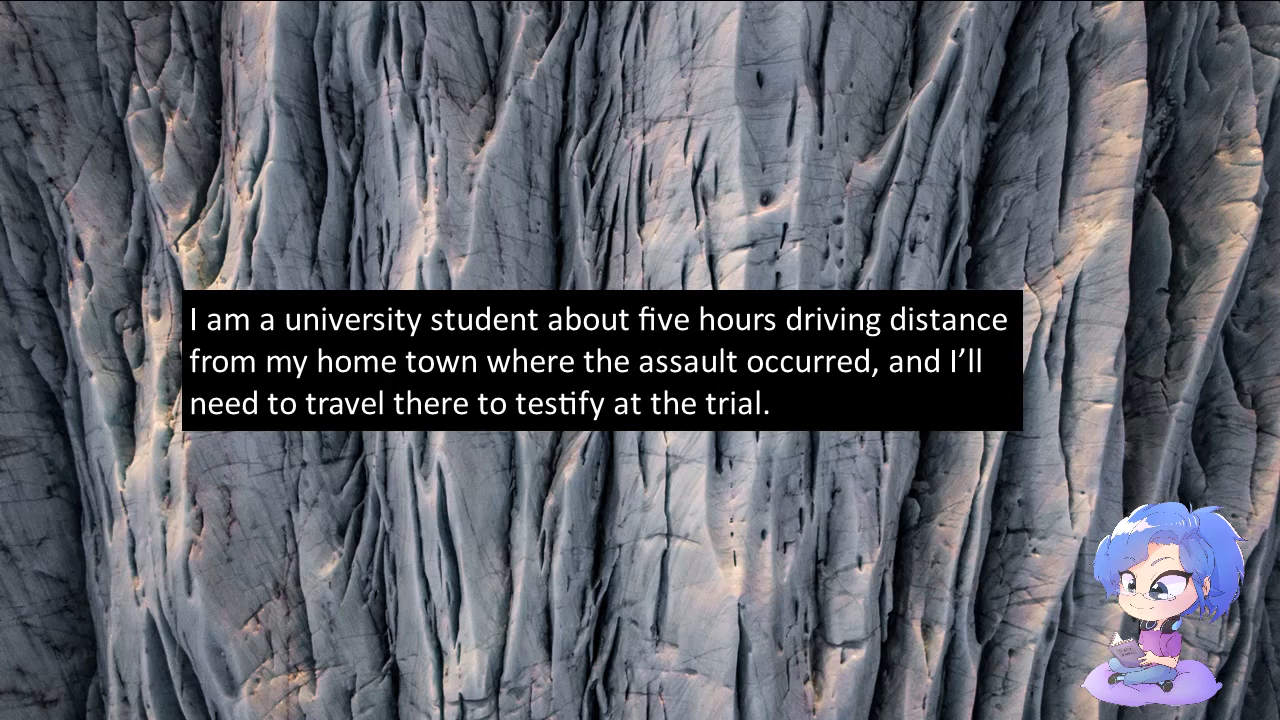 I am a university student about five hours driving distance
from my home town where the assault occurred, and I’ll
need to travel there to testify at the trial.